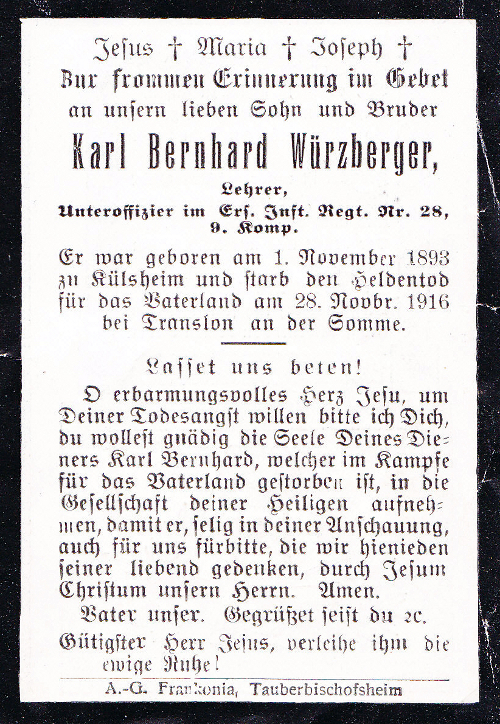 Jesus † Maria † Joseph †
Zur frommen Erinnerung im Gebet
an unsern lieben Sohn und Bruder
Karl Bernhard Würzberger,
Lehrer,
Unteroffizier im Ers. Inft. Regt. Nr. 28,
9. Komp.
Er war geboren am 1. November 1893
zu Külsheim und starb den Heldentod
für das Vaterland am 28. Novbr. 1916
bei Translon an der Somme.
Lasset uns beten!
O erbarmungsvolles Herz Jesu, um
Deiner Todesangst willen bitte ich Dich,
du wollest gnädig die Seele Deines Die-
ners Karl Bernhard, welcher im Kampfe
für das Vaterland gestorben ist, in die
Gesellschaft deiner Heiligen aufneh-
men, damit er, selig in deiner Anschauung,
auch für uns fürbitte, die wir hienieden
seiner liebend gedenken, durch Jesum
Christum unsern Herrn. Amen.
Vater unser. Gegrüßet seist du ꝛc.
Gütigster Herr Jesus, verleihe ihm die
ewige Ruhe!
A.-G. Frankonia, Tauberbischofsheim